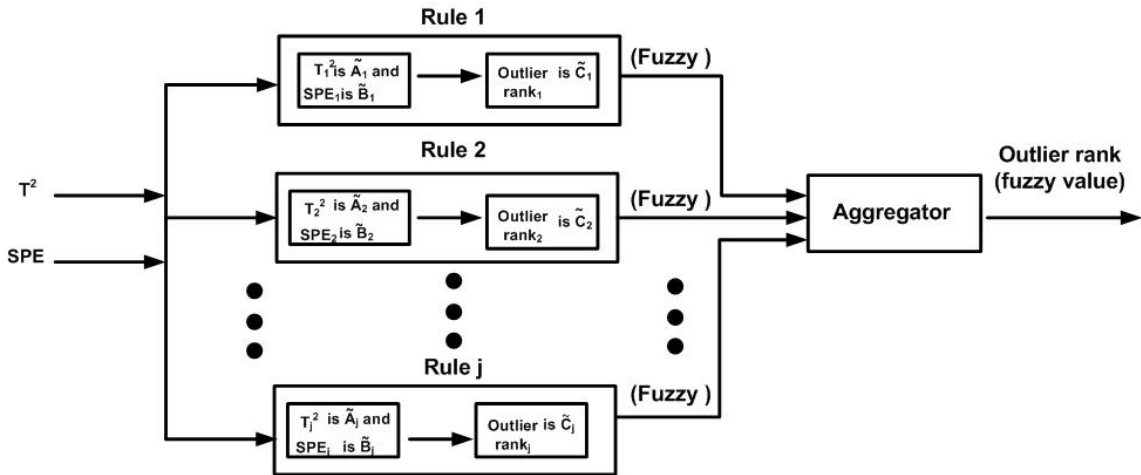 Rule 1
T₁² is Ã₁ and
SPE₁ is B̃₁
Outlier is C̃₁
rank₁
(Fuzzy )
Rule 2
T₂² is Ã₂ and
SPE₂ is B̃₂
Outlier is C̃₂
rank₂
(Fuzzy )
T²
SPE
Aggregator
Outlier rank
(fuzzy value)
Rule j
Tⱼ² is Ãⱼ and
SPEⱼ is B̃ⱼ
Outlier is C̃ⱼ
rankⱼ
(Fuzzy )